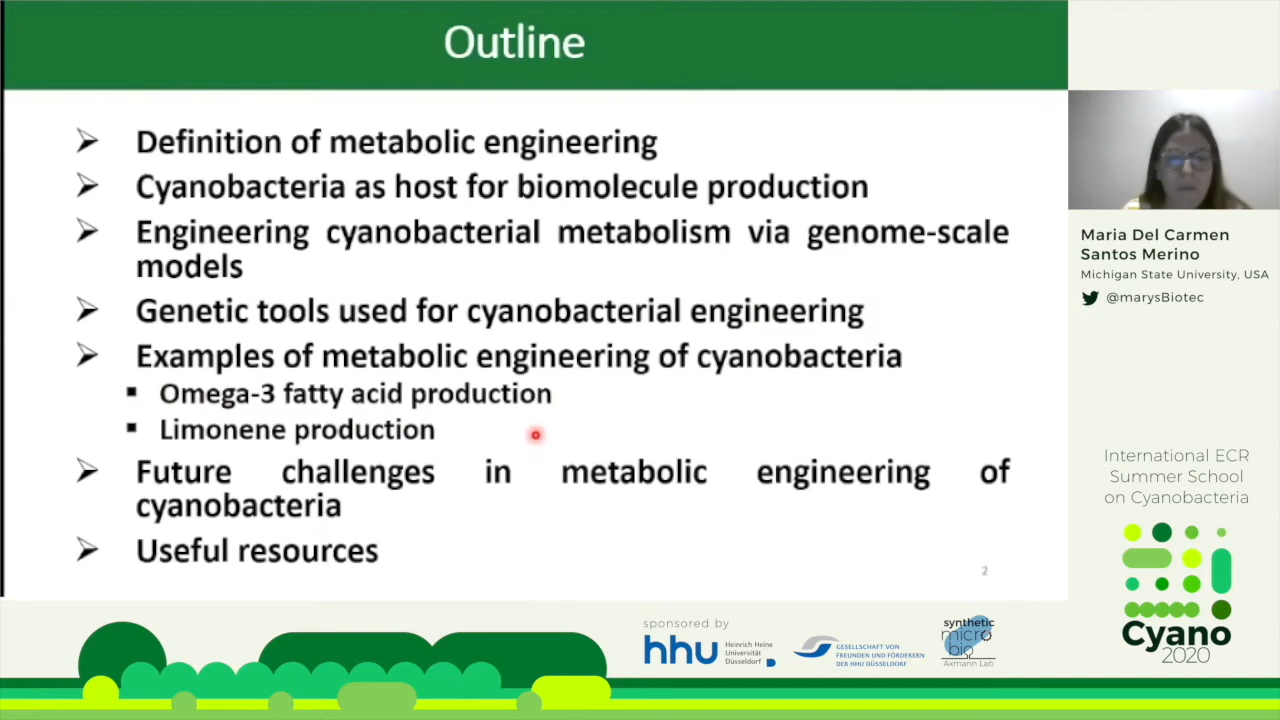 Outline
Definition of metabolic engineering
Cyanobacteria as host for biomolecule production
Engineering cyanobacterial metabolism via genome-scale
models
Genetic tools used for cyanobacterial engineering
Examples of metabolic engineering of cyanobacteria
Omega-3 fatty acid production
Limonene production
Future challenges in metabolic engineering of
cyanobacteria
Useful resources
2
Maria Del Carmen
Santos Merino
Michigan State University, USA
@marysBiotec
International ECR
Summer School
on Cyanobacteria
Cyano
2020
sponsored by
hhu
Heinrich Heine
Universität
Düsseldorf
GESELLSCHAFT VON
FREUNDEN UND FÖRDERERN
DER HHU DÜSSELDORF
synthetic
micro
bio
Axmann Lab